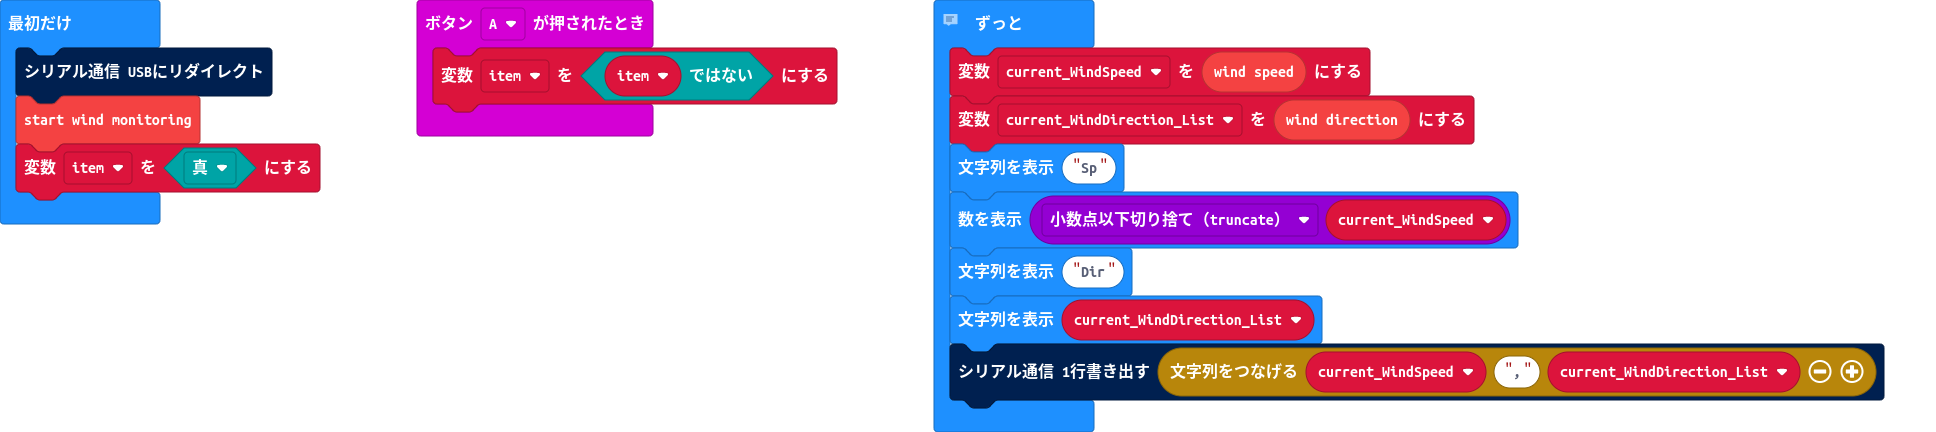 最初だけ
シリアル通信 USBにリダイレクト
start wind monitoring
変数 item を 真 にする
ボタン A が押されたとき
変数 item を item ではない にする
ずっと
変数 current_WindSpeed を wind speed にする
変数 current_WindDirection_List を wind direction にする
文字列を表示 "Sp"
数を表示 小数点以下切り捨て（truncate） current_WindSpeed
文字列を表示 "Dir"
文字列を表示 current_WindDirection_List
シリアル通信 1行書き出す 文字列をつなげる current_WindSpeed "," current_WindDirection_List